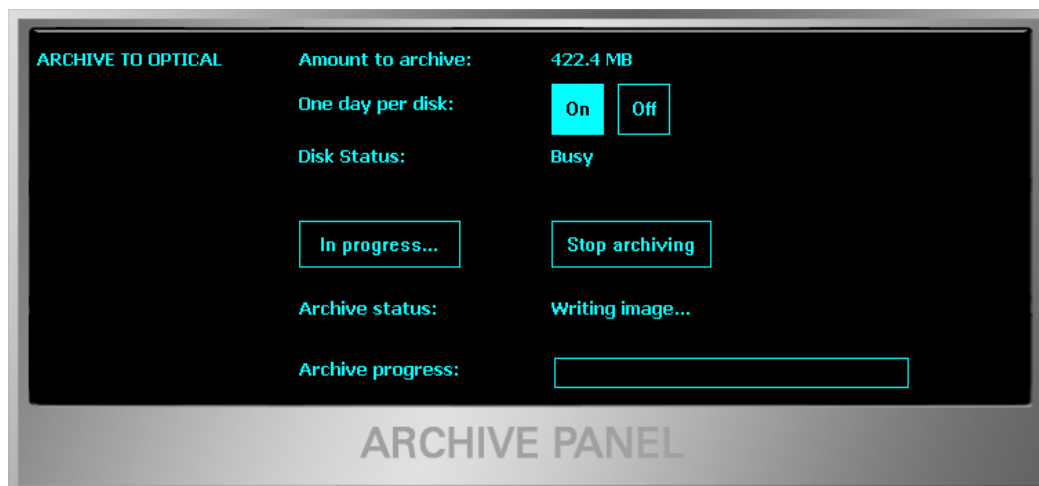 ARCHIVE TO OPTICAL Amount to archive: 422.4 MB
One day per disk: On Off
Disk Status: Busy
In progress... Stop archiving
Archive status: Writing image...
Archive progress:
ARCHIVE PANEL